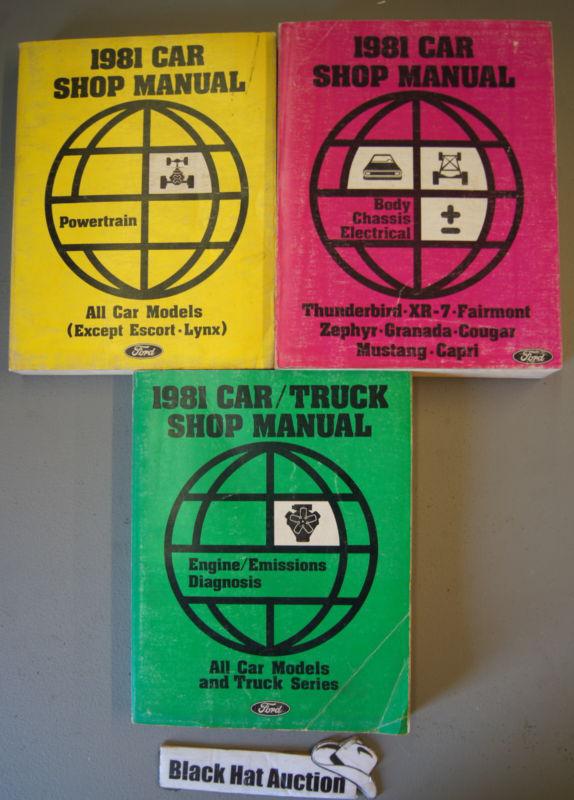 1981 CAR
SHOP MANUAL
Powertrain
All Car Models
(Except Escort·Lynx)
Ford
1981 CAR
SHOP MANUAL
Body
Chassis
Electrical
Thunderbird·XR-7·Fairmont
Zephyr·Granada·Cougar
Mustang·Capri
Ford
1981 CAR/TRUCK
SHOP MANUAL
Engine/Emissions
Diagnosis
All Car Models
and Truck Series
Ford
Black Hat Auction